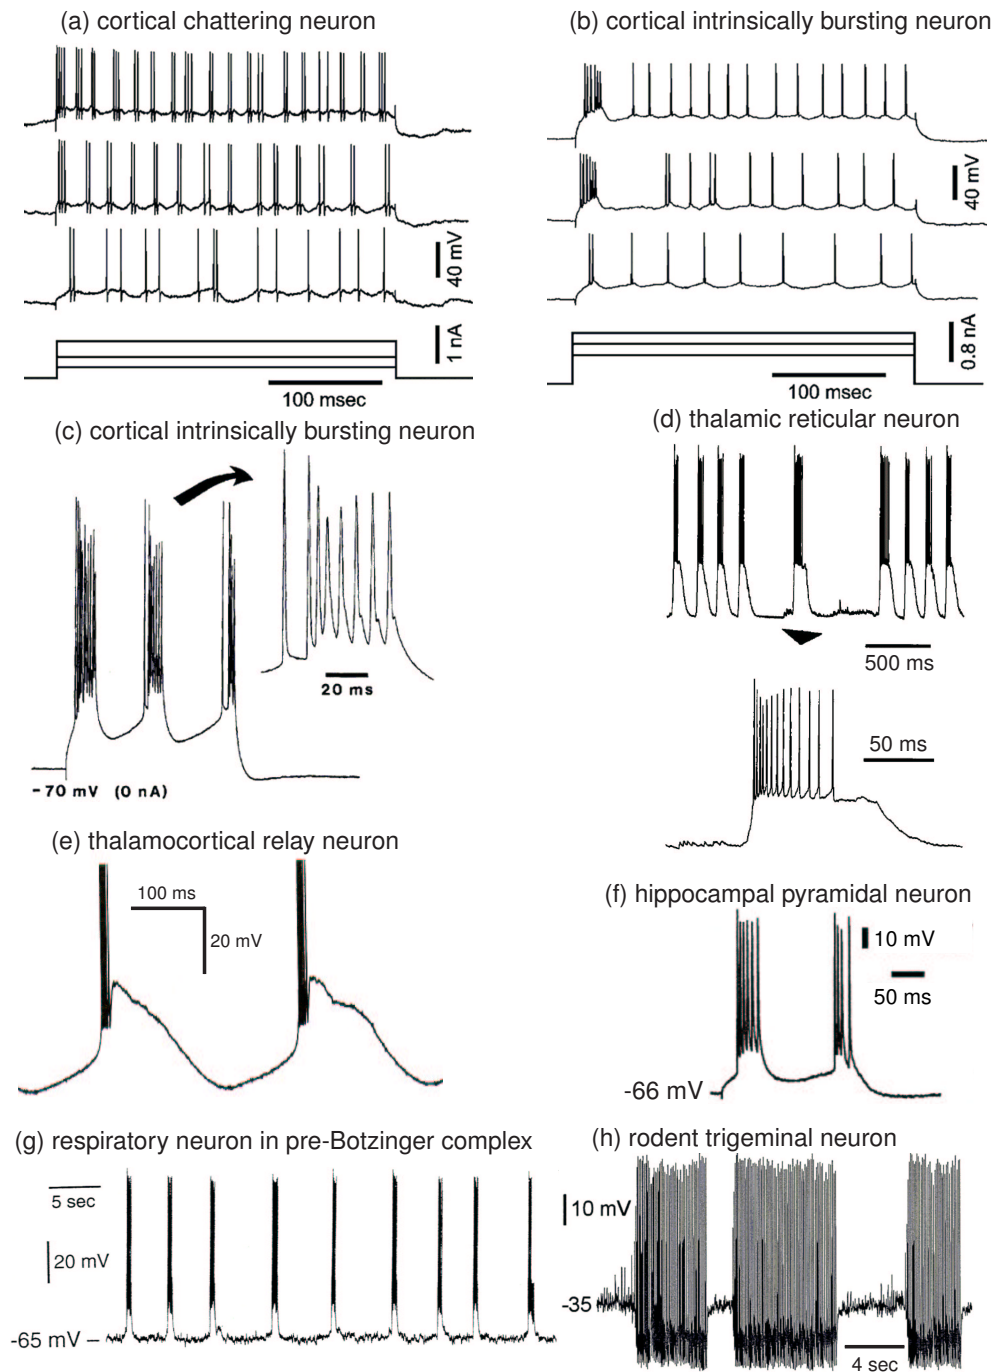 (a) cortical chattering neuron
40 mV
1 nA
100 msec
(b) cortical intrinsically bursting neuron
40 mV
0.8 nA
100 msec
(c) cortical intrinsically bursting neuron
20 ms
-70 mV (0 nA)
(d) thalamic reticular neuron
500 ms
50 ms
(e) thalamocortical relay neuron
100 ms
20 mV
(f) hippocampal pyramidal neuron
10 mV
50 ms
-66 mV
(g) respiratory neuron in pre-Botzinger complex
5 sec
20 mV
-65 mV
(h) rodent trigeminal neuron
10 mV
-35
4 sec